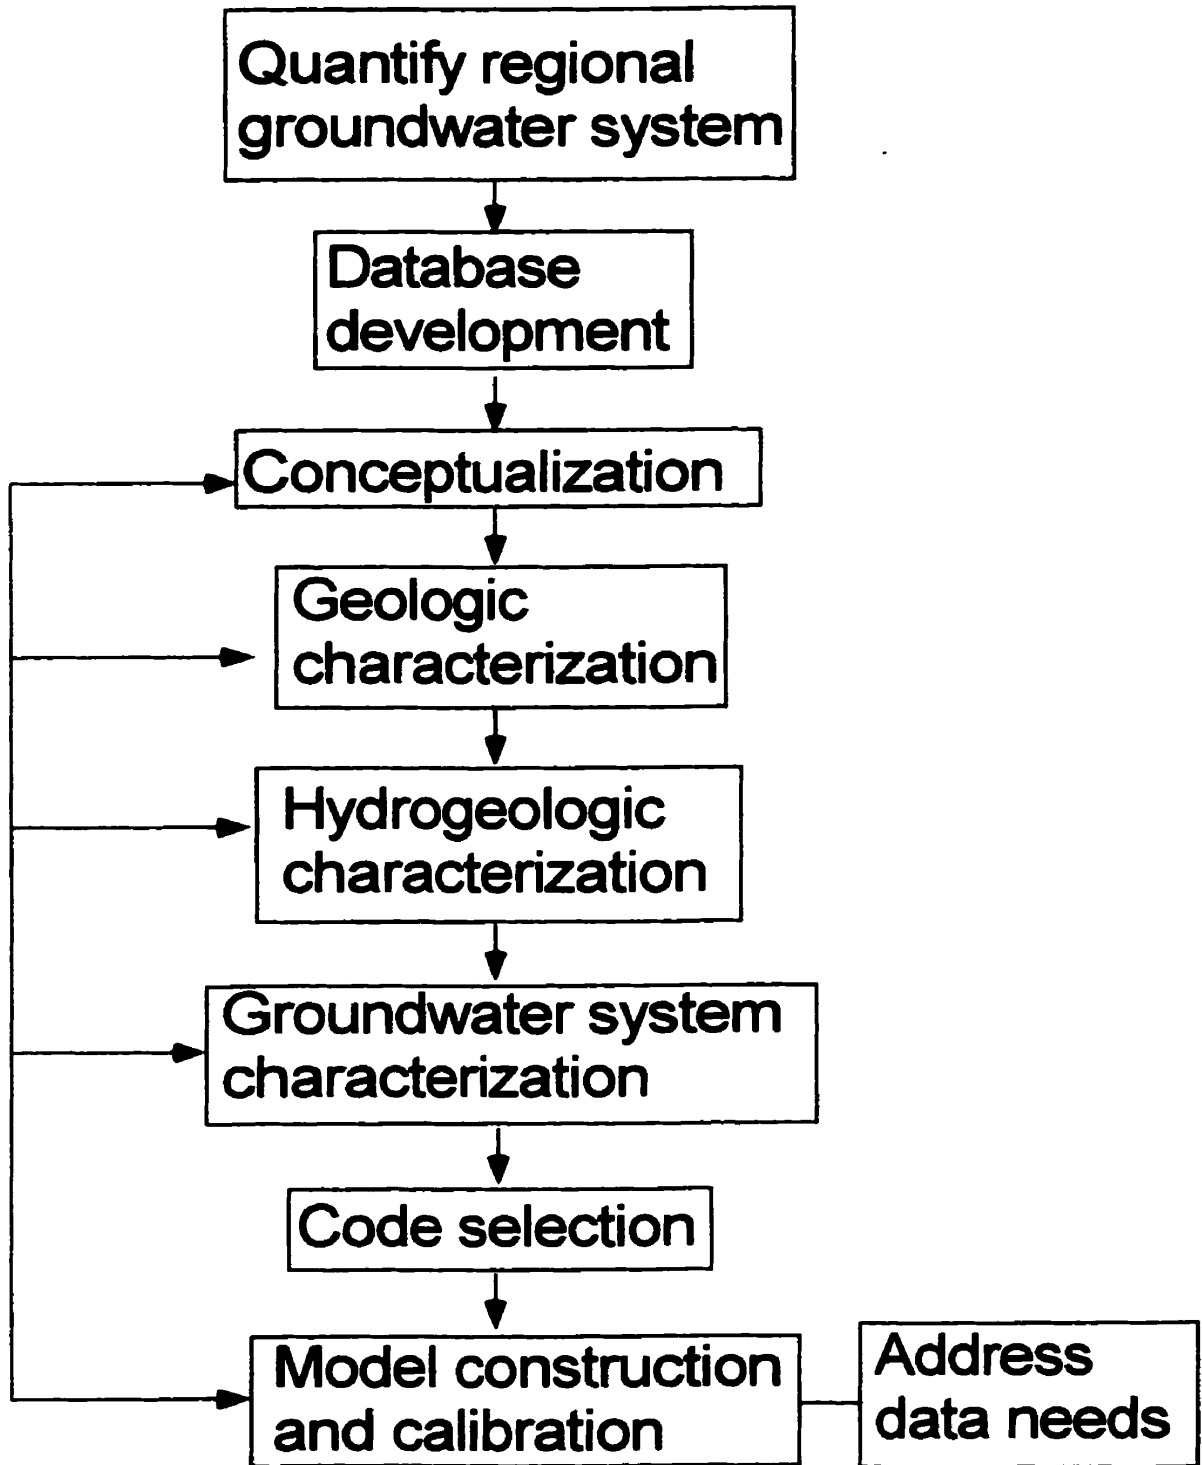 Quantify regional
groundwater system
Database
development
Conceptualization
Geologic
characterization
Hydrogeologic
characterization
Groundwater system
characterization
Code selection
Model construction
and calibration
Address
data needs